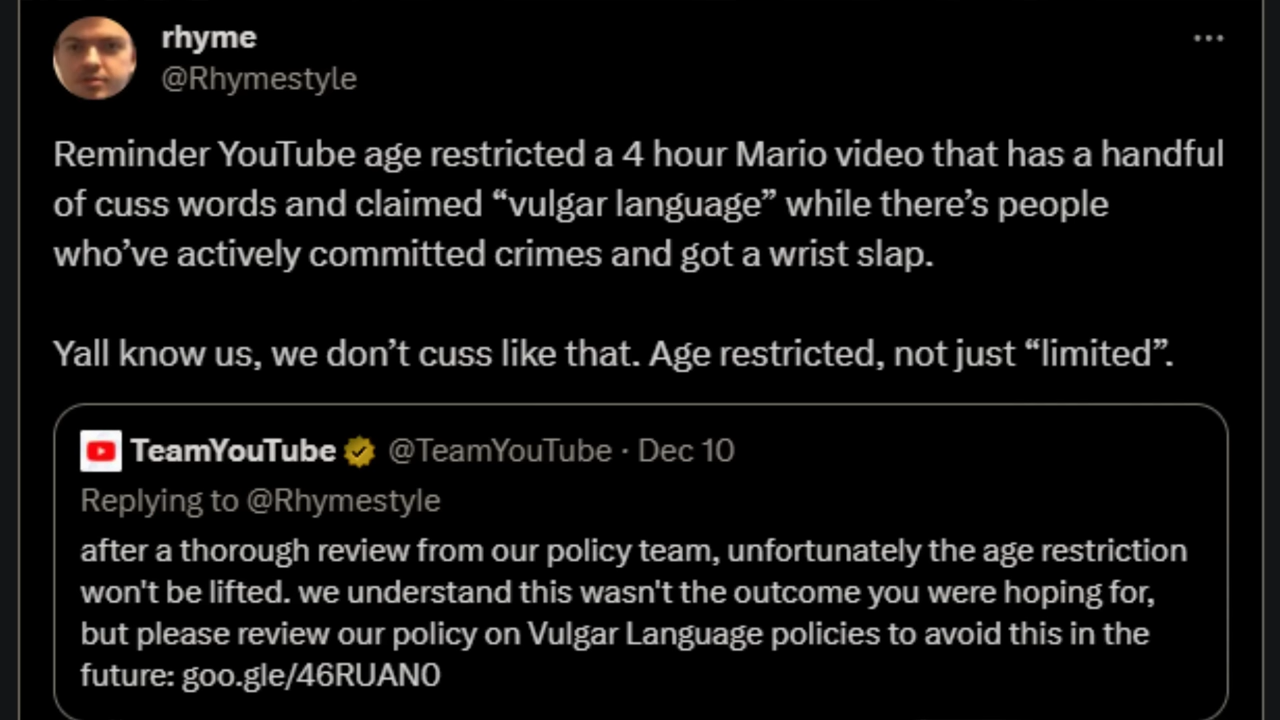 rhyme
@Rhymestyle
Reminder YouTube age restricted a 4 hour Mario video that has a handful
of cuss words and claimed “vulgar language” while there’s people
who’ve actively committed crimes and got a wrist slap.
Yall know us, we don’t cuss like that. Age restricted, not just “limited”.
TeamYouTube @TeamYouTube · Dec 10
Replying to @Rhymestyle
after a thorough review from our policy team, unfortunately the age restriction
won't be lifted. we understand this wasn't the outcome you were hoping for,
but please review our policy on Vulgar Language policies to avoid this in the
future: goo.gle/46RUAN0